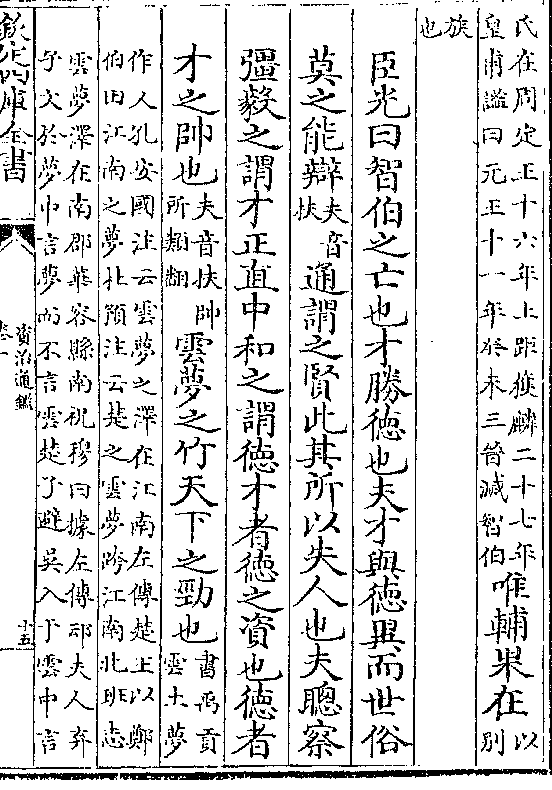 氏在周定王十六年上距獲麟二十七年
皇甫謐曰元王十一年癸未三晉滅智伯
唯輔果在
以
別
族
也
臣光曰智伯之亡也才勝德也夫才與德異而世俗
莫之能辯夫音扶通謂之賢此其所以失人也夫聰察
彊毅之謂才正直中和之謂德才者德之資也德者
才之帥也夫音扶帥所類翻雲夢之竹天下之勁也書禹貢雲土夢
作人孔安國注云雲夢之澤在江南左傳楚王以鄭
伯田江南之夢杜預注云楚之雲夢跨江南北班志
雲夢澤在南郡華容縣南祝穆曰據左傳䢵夫人弃
子文於夢中言夢而不言雲楚子避吳入于雲中言
欽定四庫全書
資治通鑑
卷一
十五